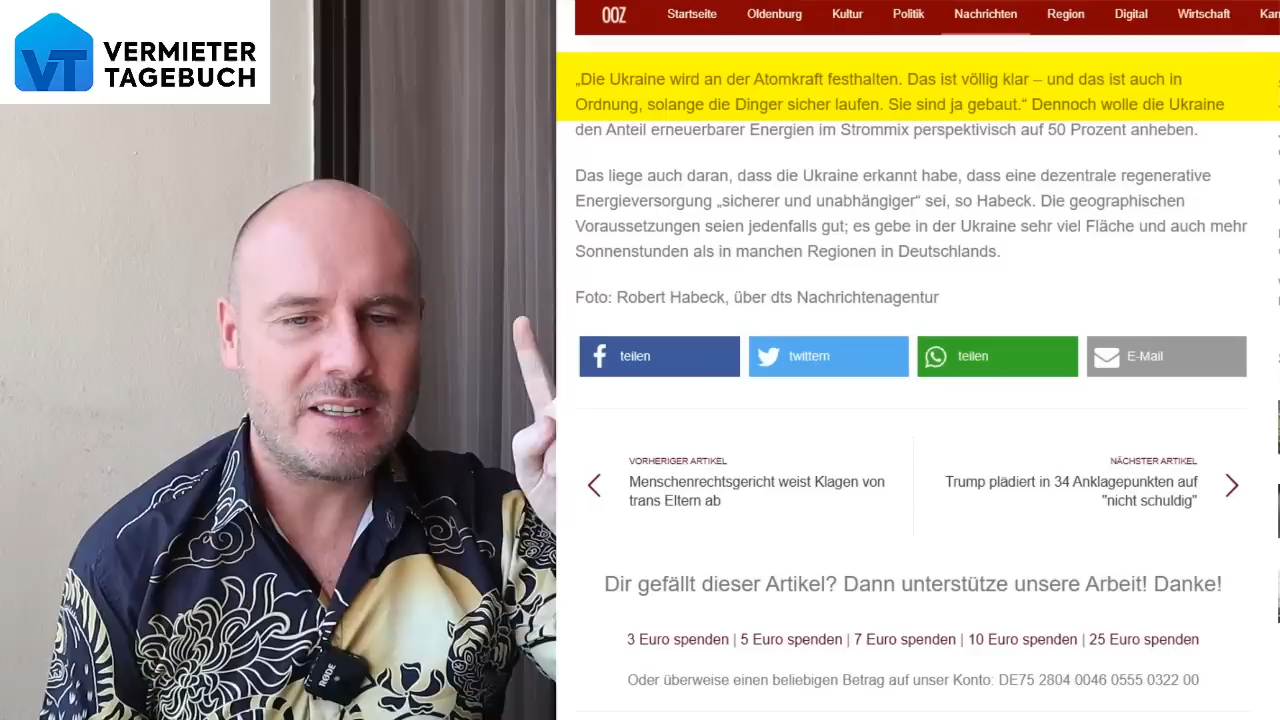 VT VERMIETER
TAGEBUCH
OOZ Startseite Oldenburg Kultur Politik Nachrichten Region Digital Wirtschaft
„Die Ukraine wird an der Atomkraft festhalten. Das ist völlig klar – und das ist auch in
Ordnung, solange die Dinger sicher laufen. Sie sind ja gebaut.“ Dennoch wolle die Ukraine
den Anteil erneuerbarer Energien im Strommix perspektivisch auf 50 Prozent anheben.
Das liege auch daran, dass die Ukraine erkannt habe, dass eine dezentrale regenerative
Energieversorgung „sicherer und unabhängiger“ sei, so Habeck. Die geographischen
Voraussetzungen seien jedenfalls gut; es gebe in der Ukraine sehr viel Fläche und auch mehr
Sonnenstunden als in manchen Regionen in Deutschlands.
Foto: Robert Habeck, über dts Nachrichtenagentur
teilen twittern teilen E-Mail
VORHERIGER ARTIKEL
Menschenrechtsgericht weist Klagen von
trans Eltern ab
NÄCHSTER ARTIKEL
Trump plädiert in 34 Anklagepunkten auf
"nicht schuldig"
Dir gefällt dieser Artikel? Dann unterstütze unsere Arbeit! Danke!
3 Euro spenden | 5 Euro spenden | 7 Euro spenden | 10 Euro spenden | 25 Euro spenden
Oder überweise einen beliebigen Betrag auf unser Konto: DE75 2804 0046 0555 0322 00
RØDE